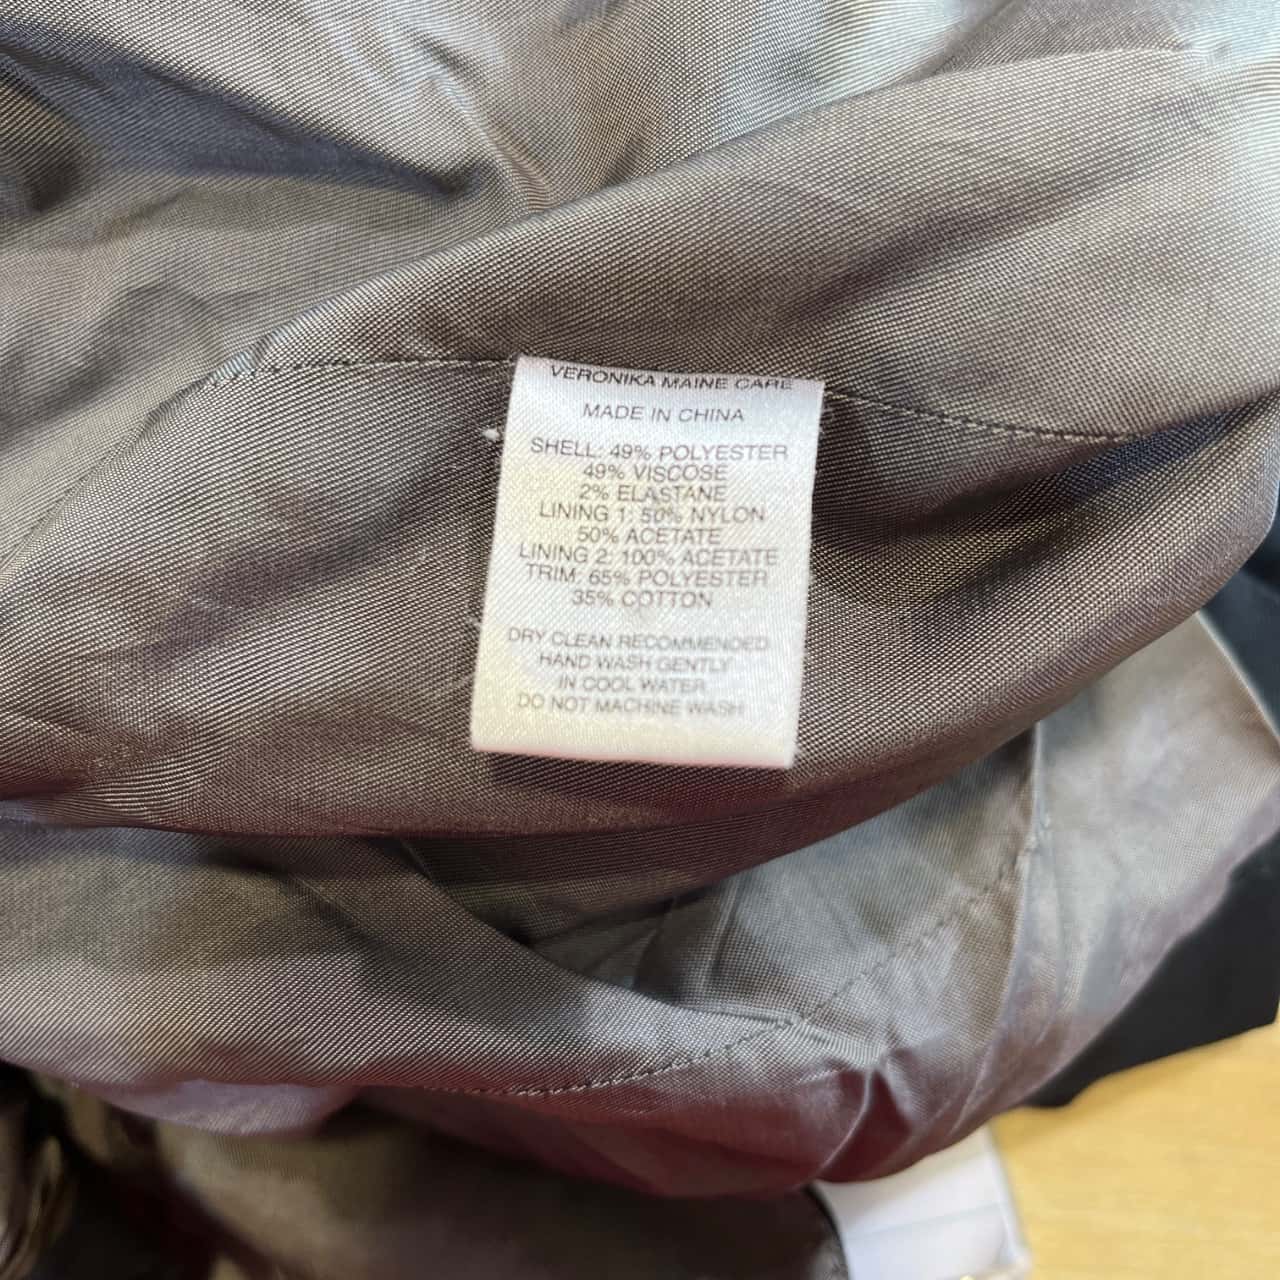 VERONIKA MAINE CARE
MADE IN CHINA
SHELL: 49% POLYESTER
49% VISCOSE
2% ELASTANE
LINING 1: 50% NYLON
50% ACETATE
LINING 2: 100% ACETATE
TRIM: 65% POLYESTER
35% COTTON
DRY CLEAN RECOMMENDED
HAND WASH GENTLY
IN COOL WATER
DO NOT MACHINE WASH